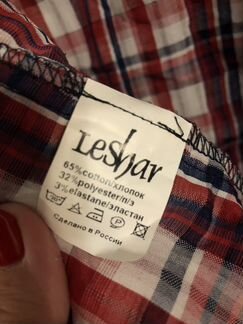 Leshar
65%cotton/хлопок
32%polyester/п/э
3%elastane/эластан
Сделано в России